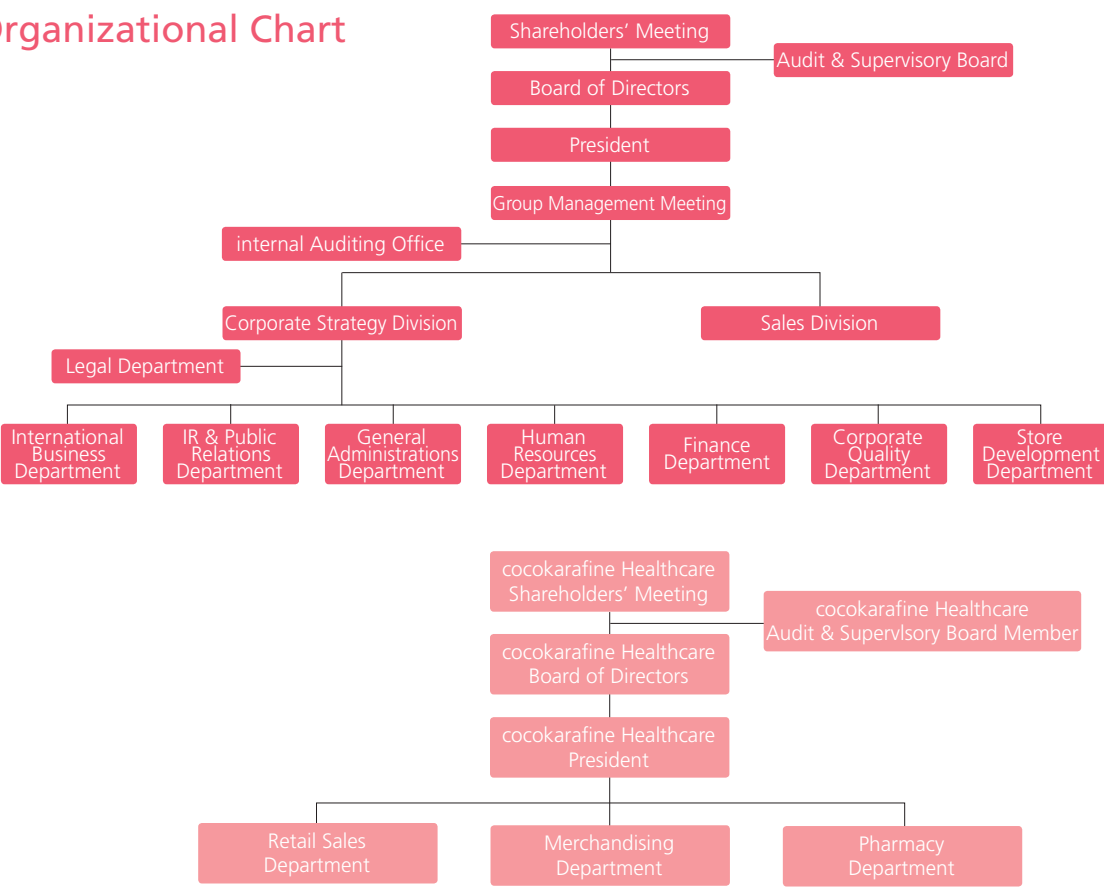 rganizational Chart
Shareholders’ Meeting
Audit & Supervisory Board
Board of Directors
President
Group Management Meeting
internal Auditing Office
Corporate Strategy Division
Sales Division
Legal Department
International
Business
Department
IR & Public
Relations
Department
General
Administrations
Department
Human
Resources
Department
Finance
Department
Corporate
Quality
Department
Store
Development
Department
cocokarafine Healthcare
Shareholders’ Meeting
cocokarafine Healthcare
Audit & Supervlsory Board Member
cocokarafine Healthcare
Board of Directors
cocokarafine Healthcare
President
Retail Sales
Department
Merchandising
Department
Pharmacy
Department